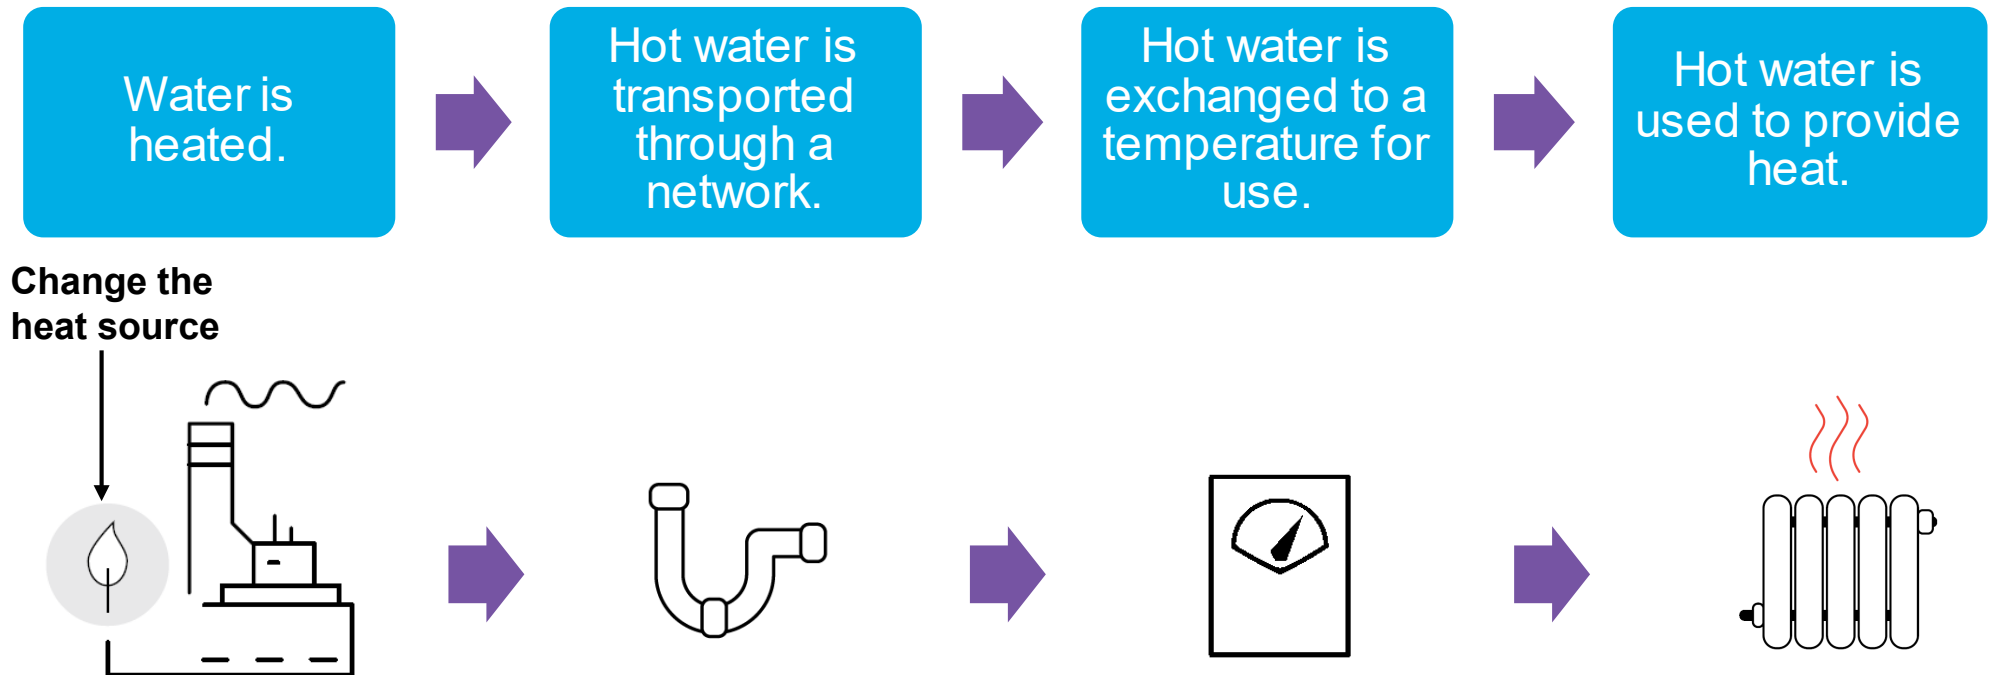 Water is
heated.
Hot water is
transported
through a
network.
Hot water is
exchanged to a
temperature for
use.
Hot water is
used to provide
heat.
Change the
heat source